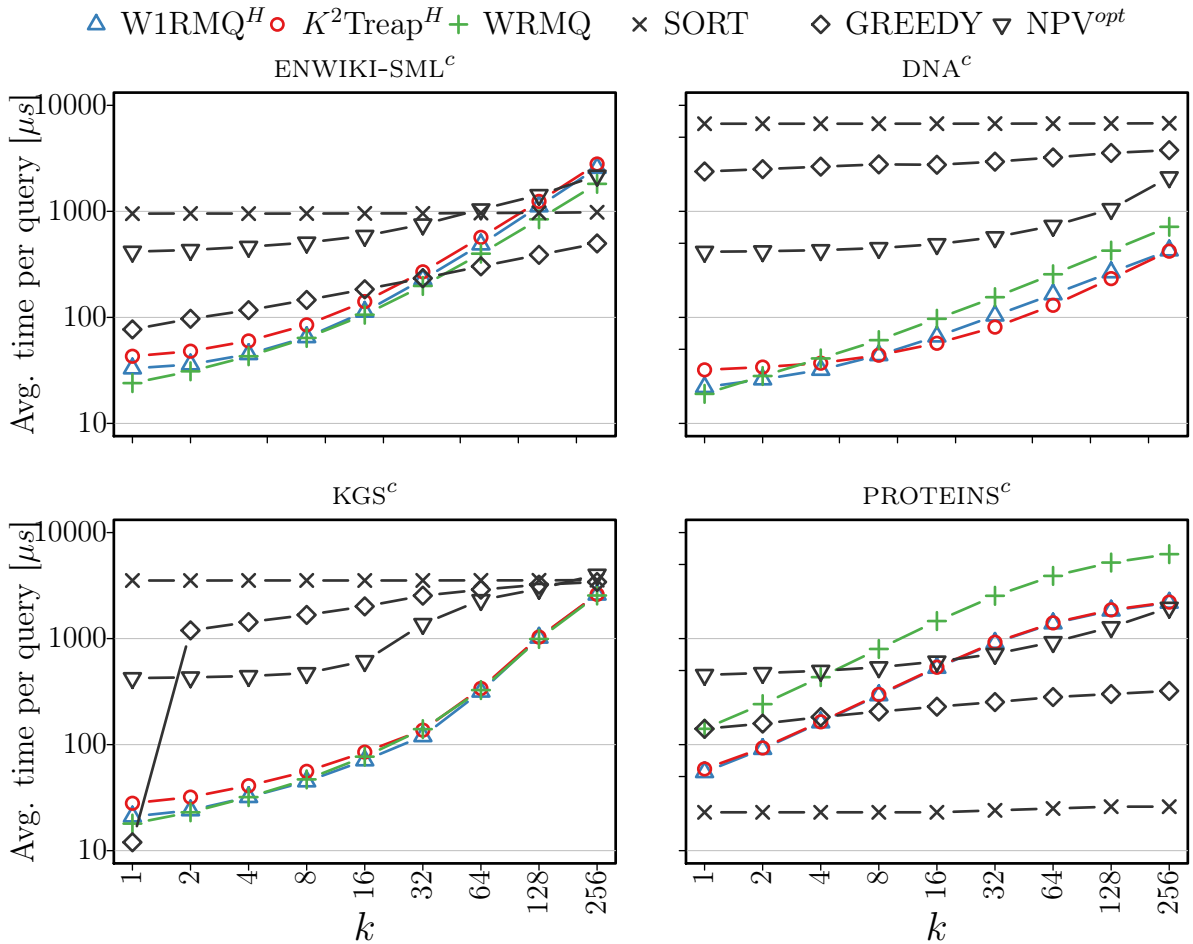 W1RMQ^H K²Treap^H WRMQ SORT GREEDY NPV^opt
ENWIKI-SML^c DNA^c
Avg. time per query [μs]
10000
1000
100
10
KGS^c PROTEINS^c
Avg. time per query [μs]
10000
1000
100
10
1 2 4 8 16 32 64 128 256 1 2 4 8 16 32 64 128 256
k k